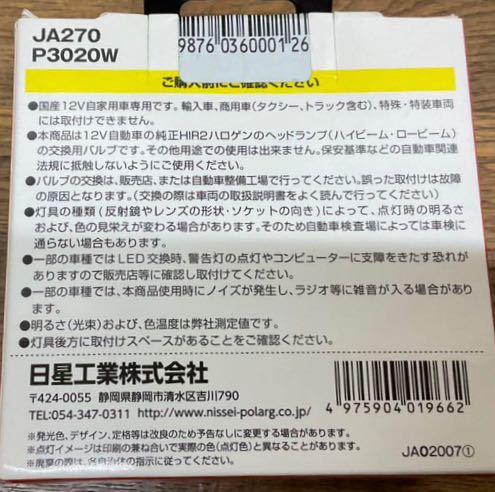 JA270
P3020W
9876 0360001 26
ご購入前にご確認ください
●国産12V自家用車専用です。輸入車、商用車(タクシー、トラック含む)、特殊・特装車両
には取付けできません。
●本商品は12V自動車の純正HIR2ハロゲンのヘッドランプ(ハイビーム・ロービーム)
の交換用バルブです。その他用途での使用は出来ません。保安基準などの自動車関連
法規に抵触しないようにご使用ください。
●バルブの交換は、販売店、または自動車整備工場で行ってください。誤った取付けは故障
の原因となります。(交換の際は車両の取扱説明書をよく読んで行ってください)
●灯具の種類(反射鏡やレンズの形状・ソケットの向き)によって、点灯時の明るさ
および、色の見栄えが変わる場合があります。そのため自動車検査場によっては車検に
通らない場合もあります。
●一部の車種ではLED交換時、警告灯の点灯やコンピューターに支障をきたす恐れがあり
ますので販売店等に確認し取付けてください。
●一部の車種では、本商品使用時にノイズが発生し、ラジオ等に雑音が入る場合があり
ます。
●明るさ(光束)および、色温度は弊社測定値です。
●灯具後方に取付けスペースがあることをご確認ください。
日星工業株式会社
〒424-0055 静岡県静岡市清水区吉川790
TEL:054-347-0311 http://www.nissei-polarg.co.jp/
4 975904 019662
※発光色、デザイン、定格等は改良のため予告なしに変更する場合があります。
※点灯イメージは印刷の兼ね合いで実際の色(点灯色)と異なることがあります。
※廃棄の際は、各自治体の指示に従ってください。
JA02007①